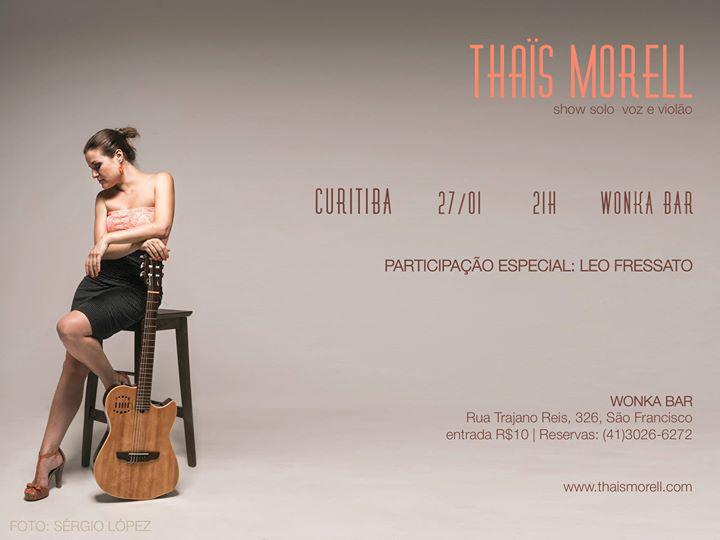 THAÏS MORELL
show solo voz e violão
CURITIBA 27/01 21H WONKA BAR
PARTICIPAÇÃO ESPECIAL: LEO FRESSATO
WONKA BAR
Rua Trajano Reis, 326, São Francisco
entrada R$10 | Reservas: (41)3026-6272
www.thaismorell.com
FOTO: SÉRGIO LÓPEZ